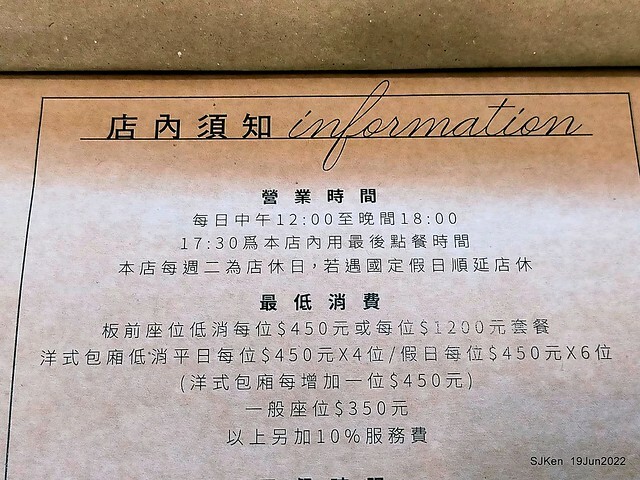 店內須知 information
營業時間
每日中午12:00至晚間18:00
17:30爲本店內用最後點餐時間
本店每週二為店休日,若遇國定假日順延店休
最低消費
板前座位低消每位$450元或每位$1200元套餐
洋式包廂低消平日每位$450元X4位/假日每位$450元X6位
(洋式包廂每增加一位$450元)
一般座位$350元
以上另加10%服務費
SJKen 19Jun2022